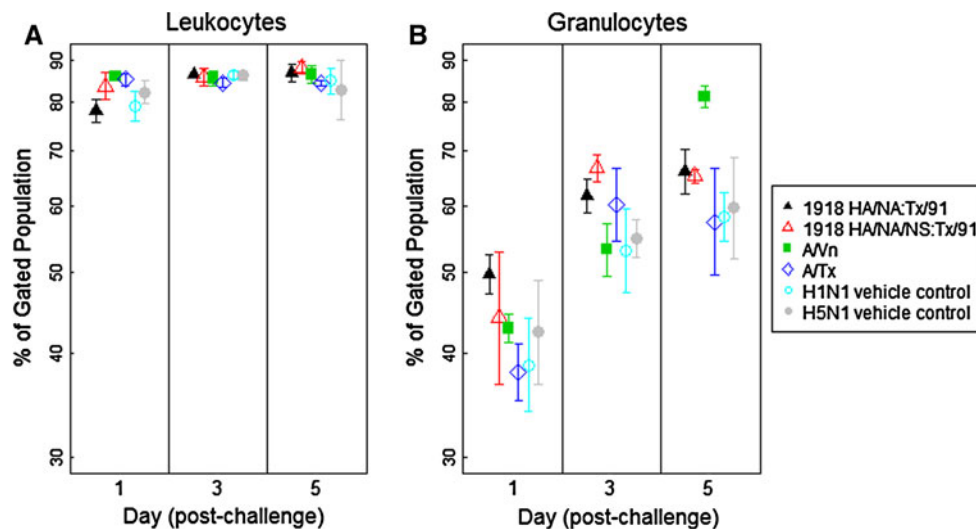 A
Leukocytes
% of Gated Population
90
80
70
60
50
40
30
1
3
5
Day (post-challenge)
B
Granulocytes
% of Gated Population
90
80
70
60
50
40
30
1
3
5
Day (post-challenge)
1918 HA/NA:Tx/91
1918 HA/NA/NS:Tx/91
A/Vn
A/Tx
H1N1 vehicle control
H5N1 vehicle control